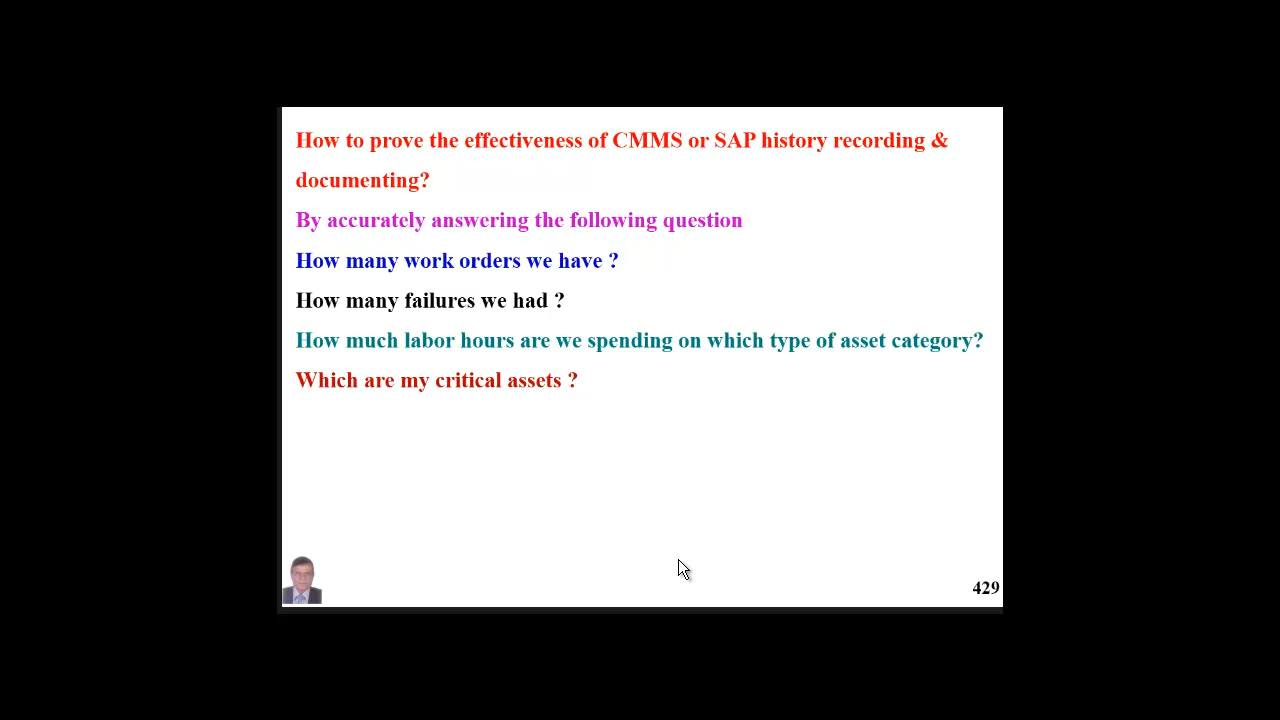 How to prove the effectiveness of CMMS or SAP history recording &
documenting?
By accurately answering the following question
How many work orders we have ?
How many failures we had ?
How much labor hours are we spending on which type of asset category?
Which are my critical assets ?
429